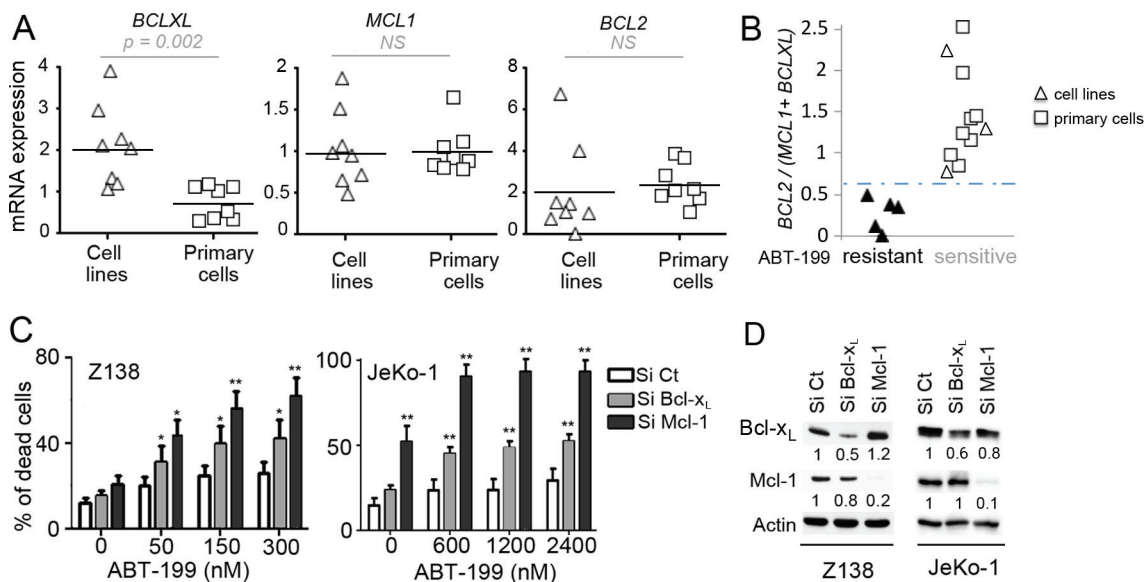 A
BCLXL
p = 0.002
MCL1
NS
BCL2
NS
mRNA expression
4
3
2
1
0
2
1.5
1
0.5
0
8
6
4
2
0
Cell lines
Primary cells
Cell lines
Primary cells
Cell lines
Primary cells
B
BCL2 / (MCL1+ BCLXL)
2.5
2
1.5
1
0.5
0
ABT-199 resistant sensitive
cell lines
primary cells
C
% of dead cells
Z138
80
40
0
* ** * ** * **
0 50 150 300
ABT-199 (nM)
JeKo-1
100
50
0
** ** ** ** ** ** **
0 600 1200 2400
ABT-199 (nM)
Si Ct
Si Bcl-xL
Si Mcl-1
D
Si Ct
Si Bcl-xL
Si Mcl-1
Si Ct
Si Bcl-xL
Si Mcl-1
Bcl-xL
1 0.5 1.2 1 0.6 0.8
Mcl-1
1 0.8 0.2 1 1 0.1
Actin
Z138 JeKo-1